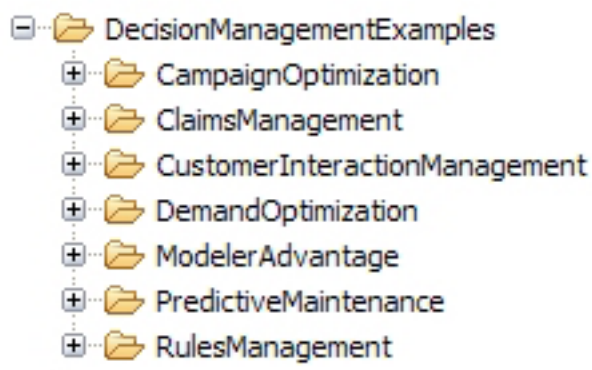 DecisionManagementExamples
CampaignOptimization
ClaimsManagement
CustomerInteractionManagement
DemandOptimization
ModelerAdvantage
PredictiveMaintenance
RulesManagement